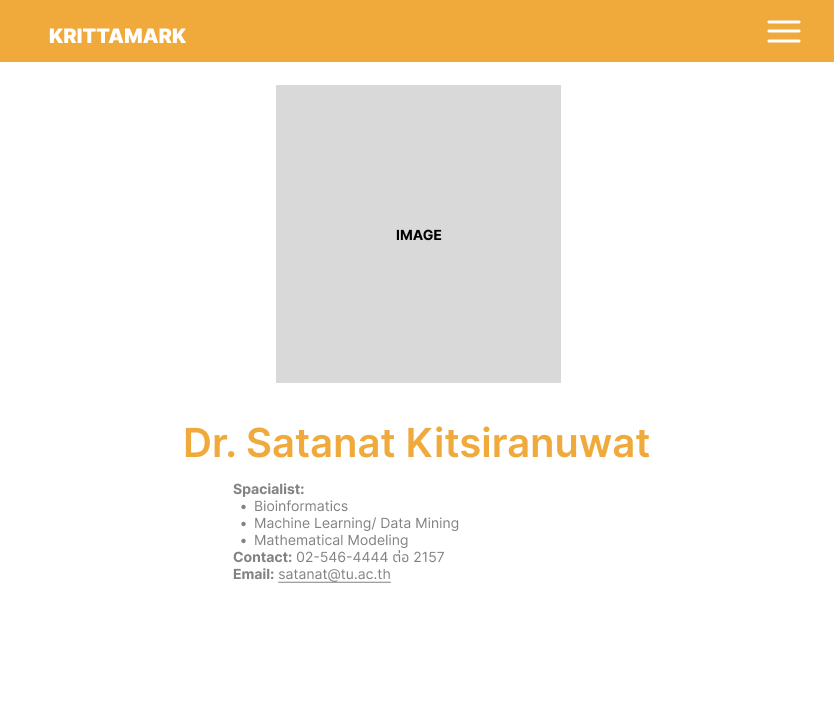 KRITTAMARK
IMAGE
Dr. Satanat Kitsiranuwat
Spacialist:
• Bioinformatics
• Machine Learning/ Data Mining
• Mathematical Modeling
Contact: 02-546-4444 ต่อ 2157
Email: satanat@tu.ac.th